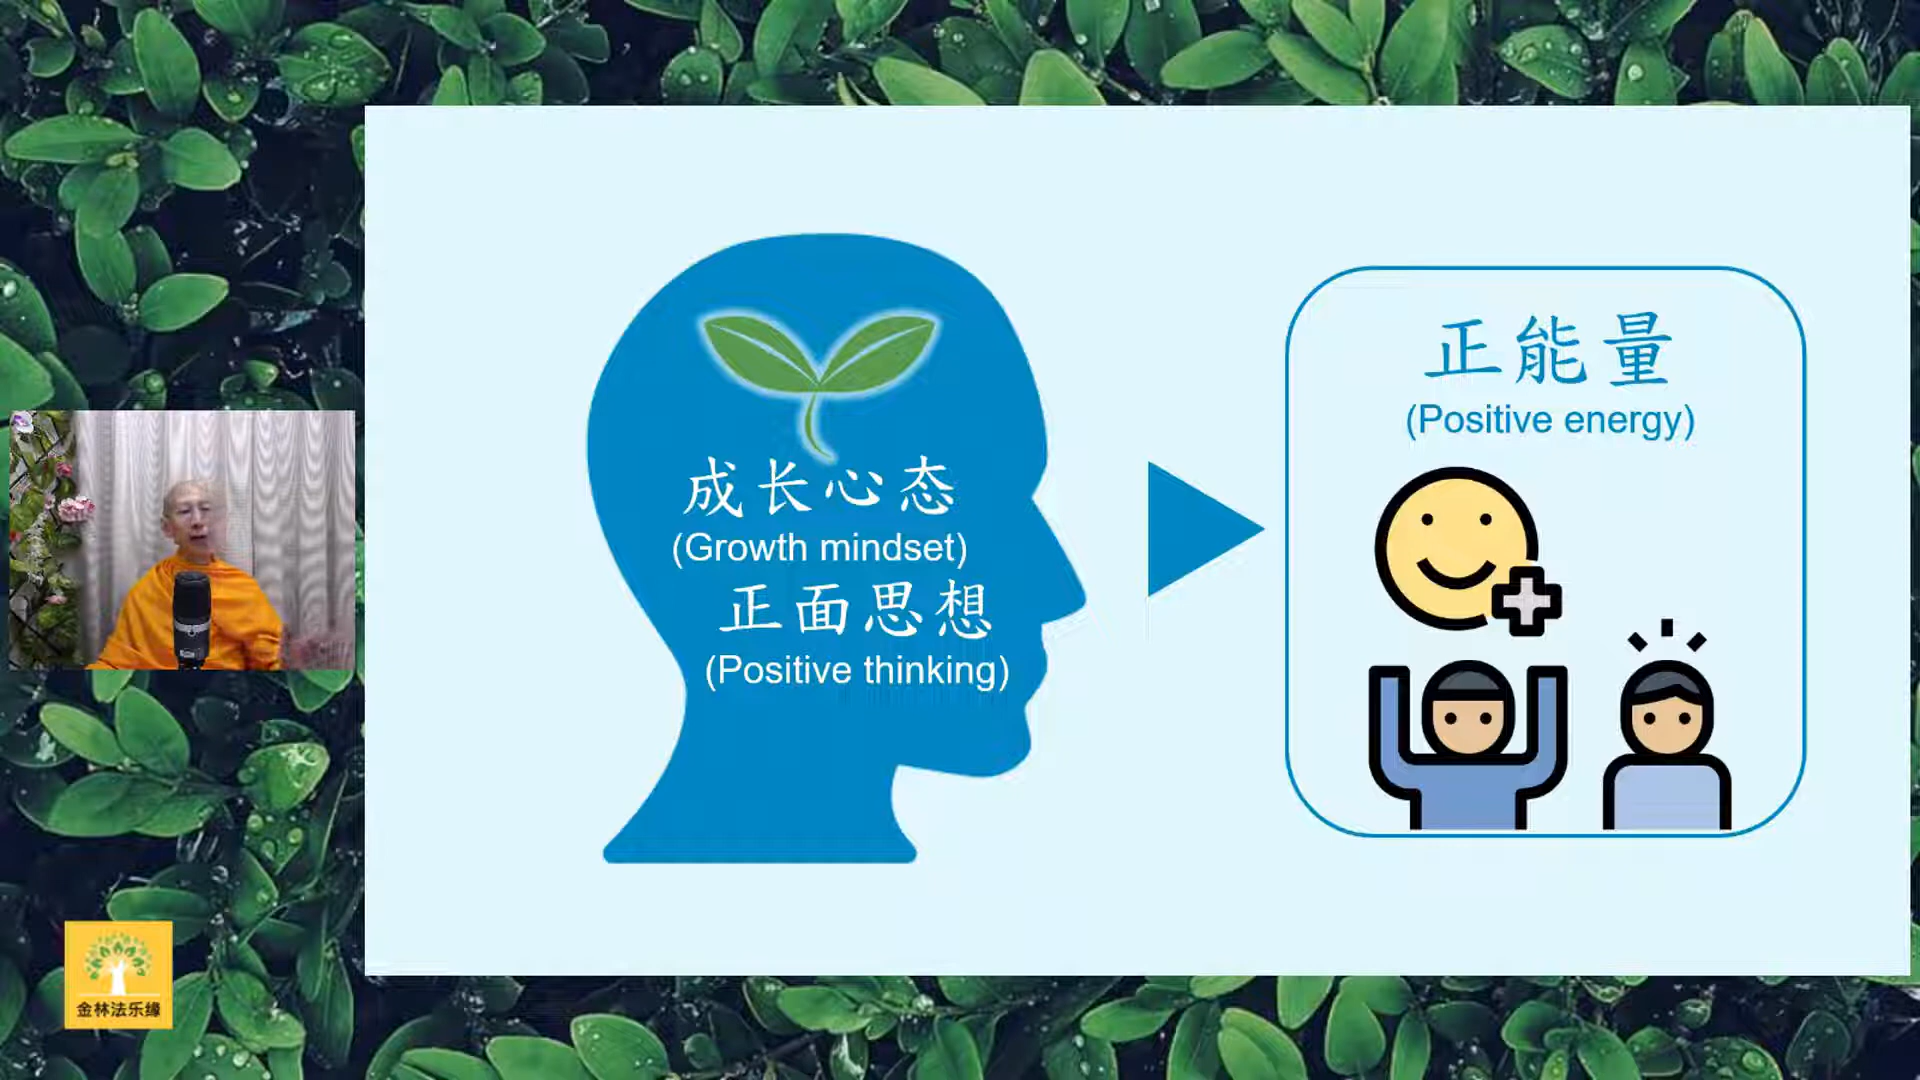 成长心态
(Growth mindset)
正面思想
(Positive thinking)
正能量
(Positive energy)
金林法乐缘